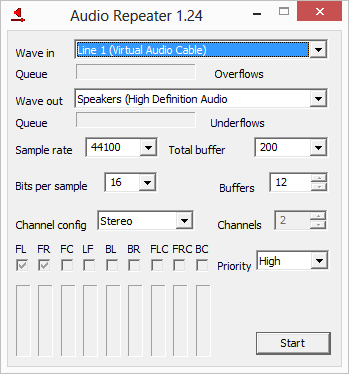 Audio Repeater 1.24
Wave in Line 1 (Virtual Audio Cable)
Queue Overflows
Wave out Speakers (High Definition Audio
Queue Underflows
Sample rate 44100 Total buffer 200
Bits per sample 16 Buffers 12
Channel config Stereo Channels 2
FL FR FC LF BL BR FLC FRC BC
Priority High
Start